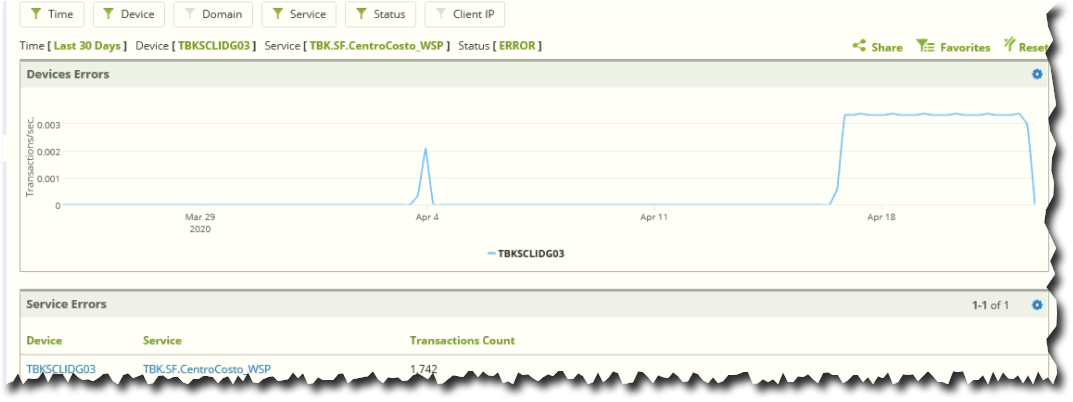 Time Device Domain Service Status Client IP
Time [ Last 30 Days ] Device [ TBKSCLIDG03 ] Service [ TBK.SF.CentroCosto_WSP ] Status [ ERROR ]
Share Favorites Reset
Devices Errors
Transactions/sec.
0.003
0.002
0.001
0
Mar 29 Apr 4 Apr 11 Apr 18
2020
TBKSCLIDG03
Service Errors 1-1 of 1
Device Service Transactions Count
TBKSCLIDG03 TBK.SF.CentroCosto_WSP 1,742